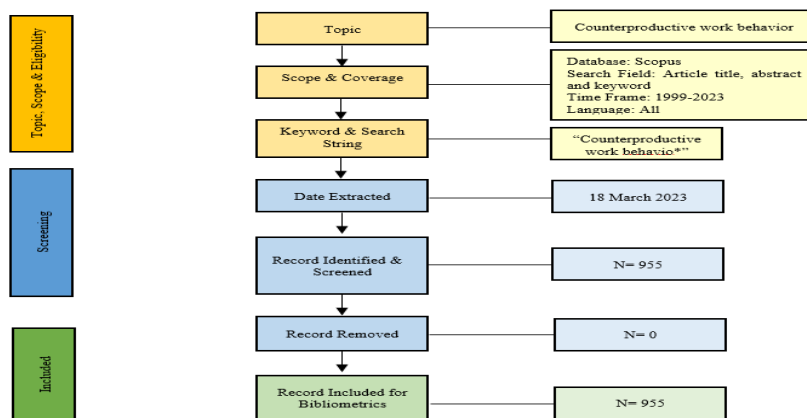 Topic, Scope & Eligibility
Topic
Counterproductive work behavior
Scope & Coverage
Database: Scopus
Search Field: Article title, abstract
and keyword
Time Frame: 1999-2023
Language: All
Keyword & Search
String
“Counterproductive
work behavio*”
Screening
Date Extracted
18 March 2023
Record Identified &
Screened
N= 955
Record Removed
N= 0
Included
Record Included for
Bibliometrics
N= 955